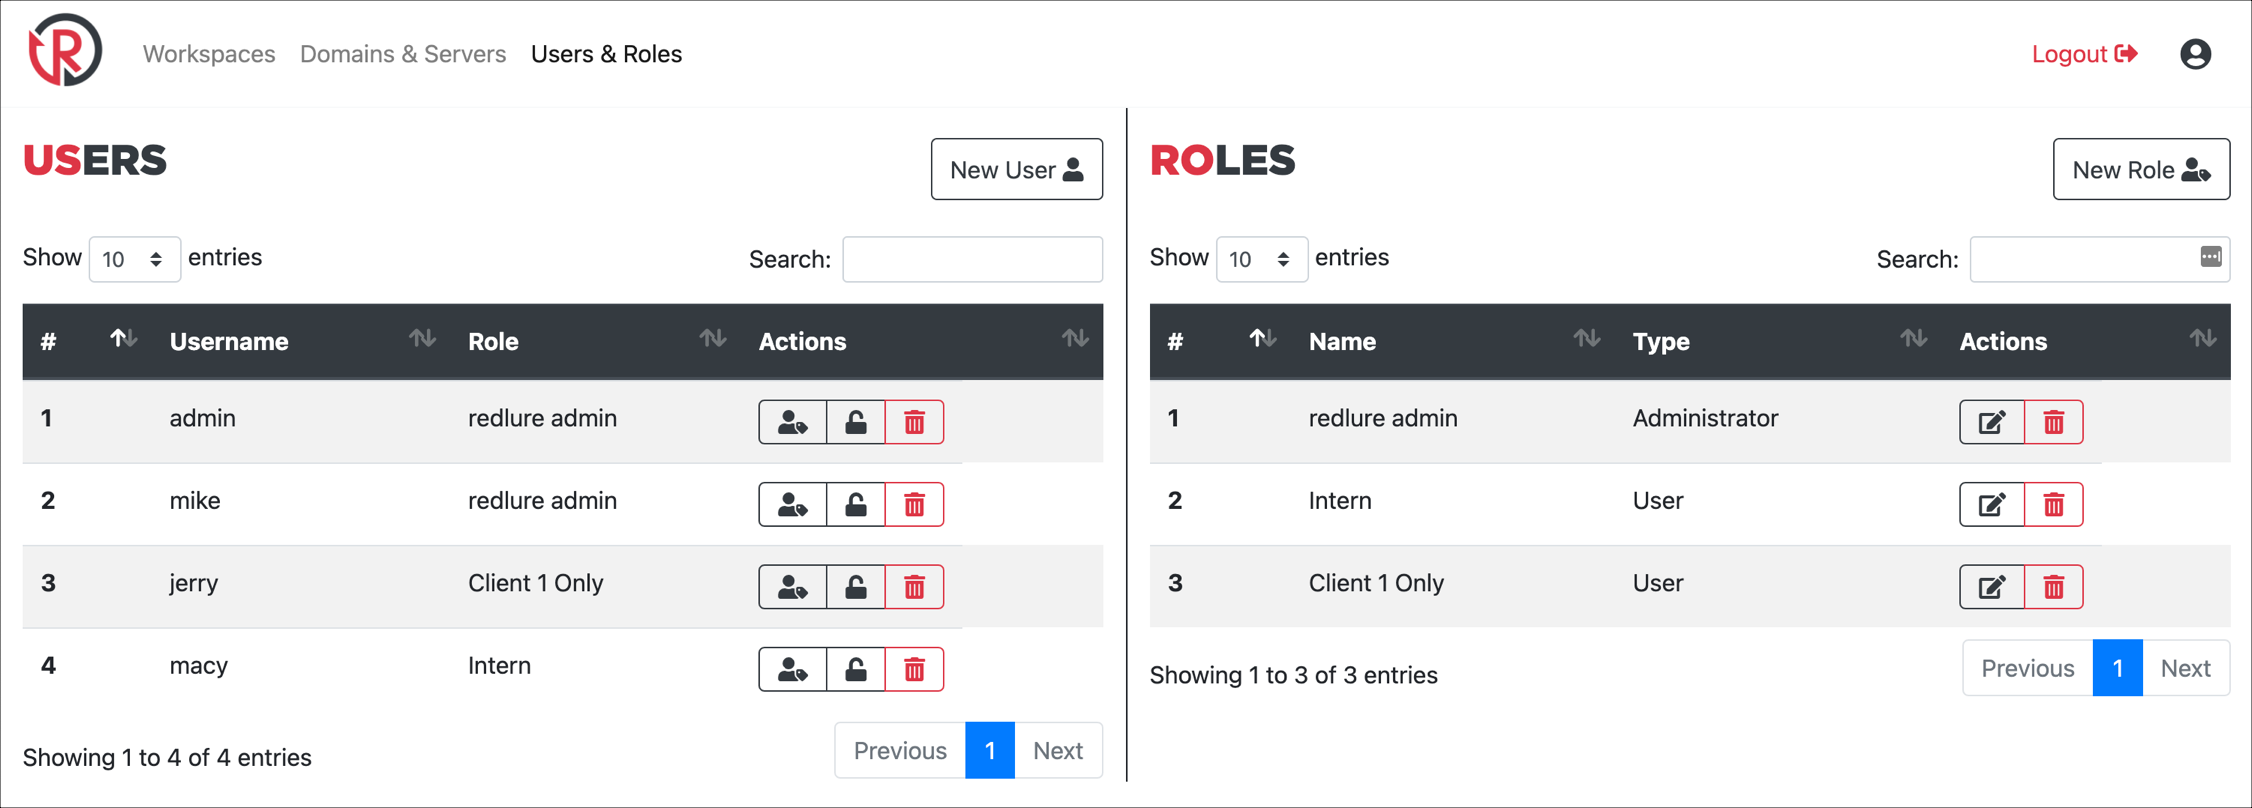 R
Workspaces Domains & Servers Users & Roles Logout
USERS
New User
Show 10 entries
Search:
# Username Role Actions
1 admin redlure admin
2 mike redlure admin
3 jerry Client 1 Only
4 macy Intern
Showing 1 to 4 of 4 entries
Previous 1 Next
ROLES
New Role
Show 10 entries
Search:
# Name Type Actions
1 redlure admin Administrator
2 Intern User
3 Client 1 Only User
Showing 1 to 3 of 3 entries
Previous 1 Next